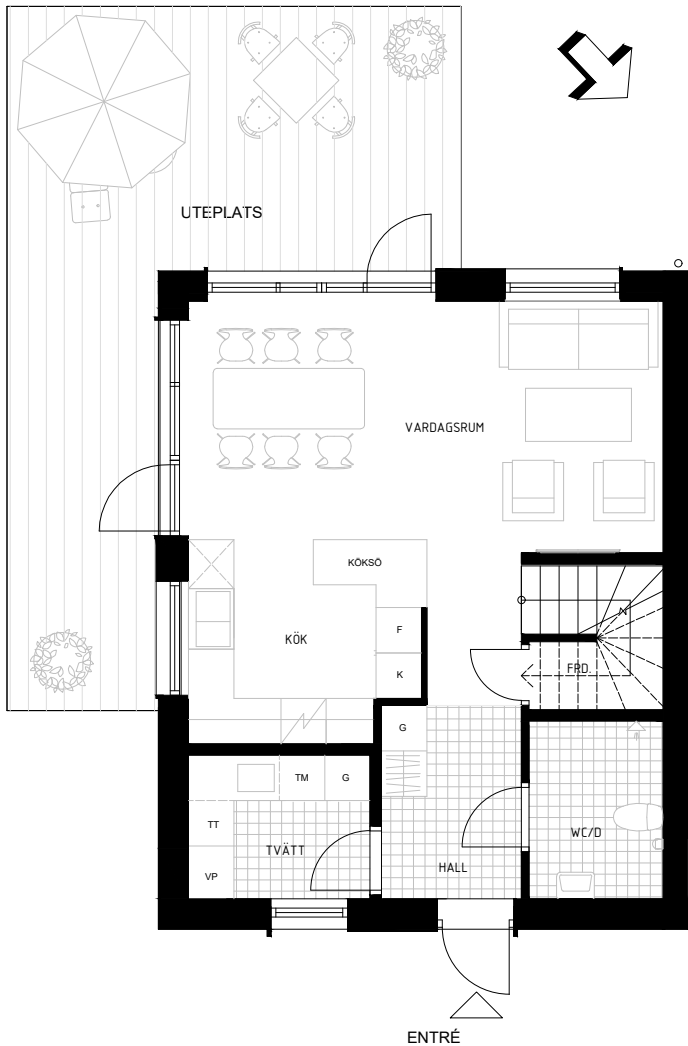 UTEPLATS
VARDAGSRUM
KÖKSÖ
F
KÖK
FRD.
K
G
TM
G
TT
WC/D
TVÄTT
HALL
VP
ENTRÉ